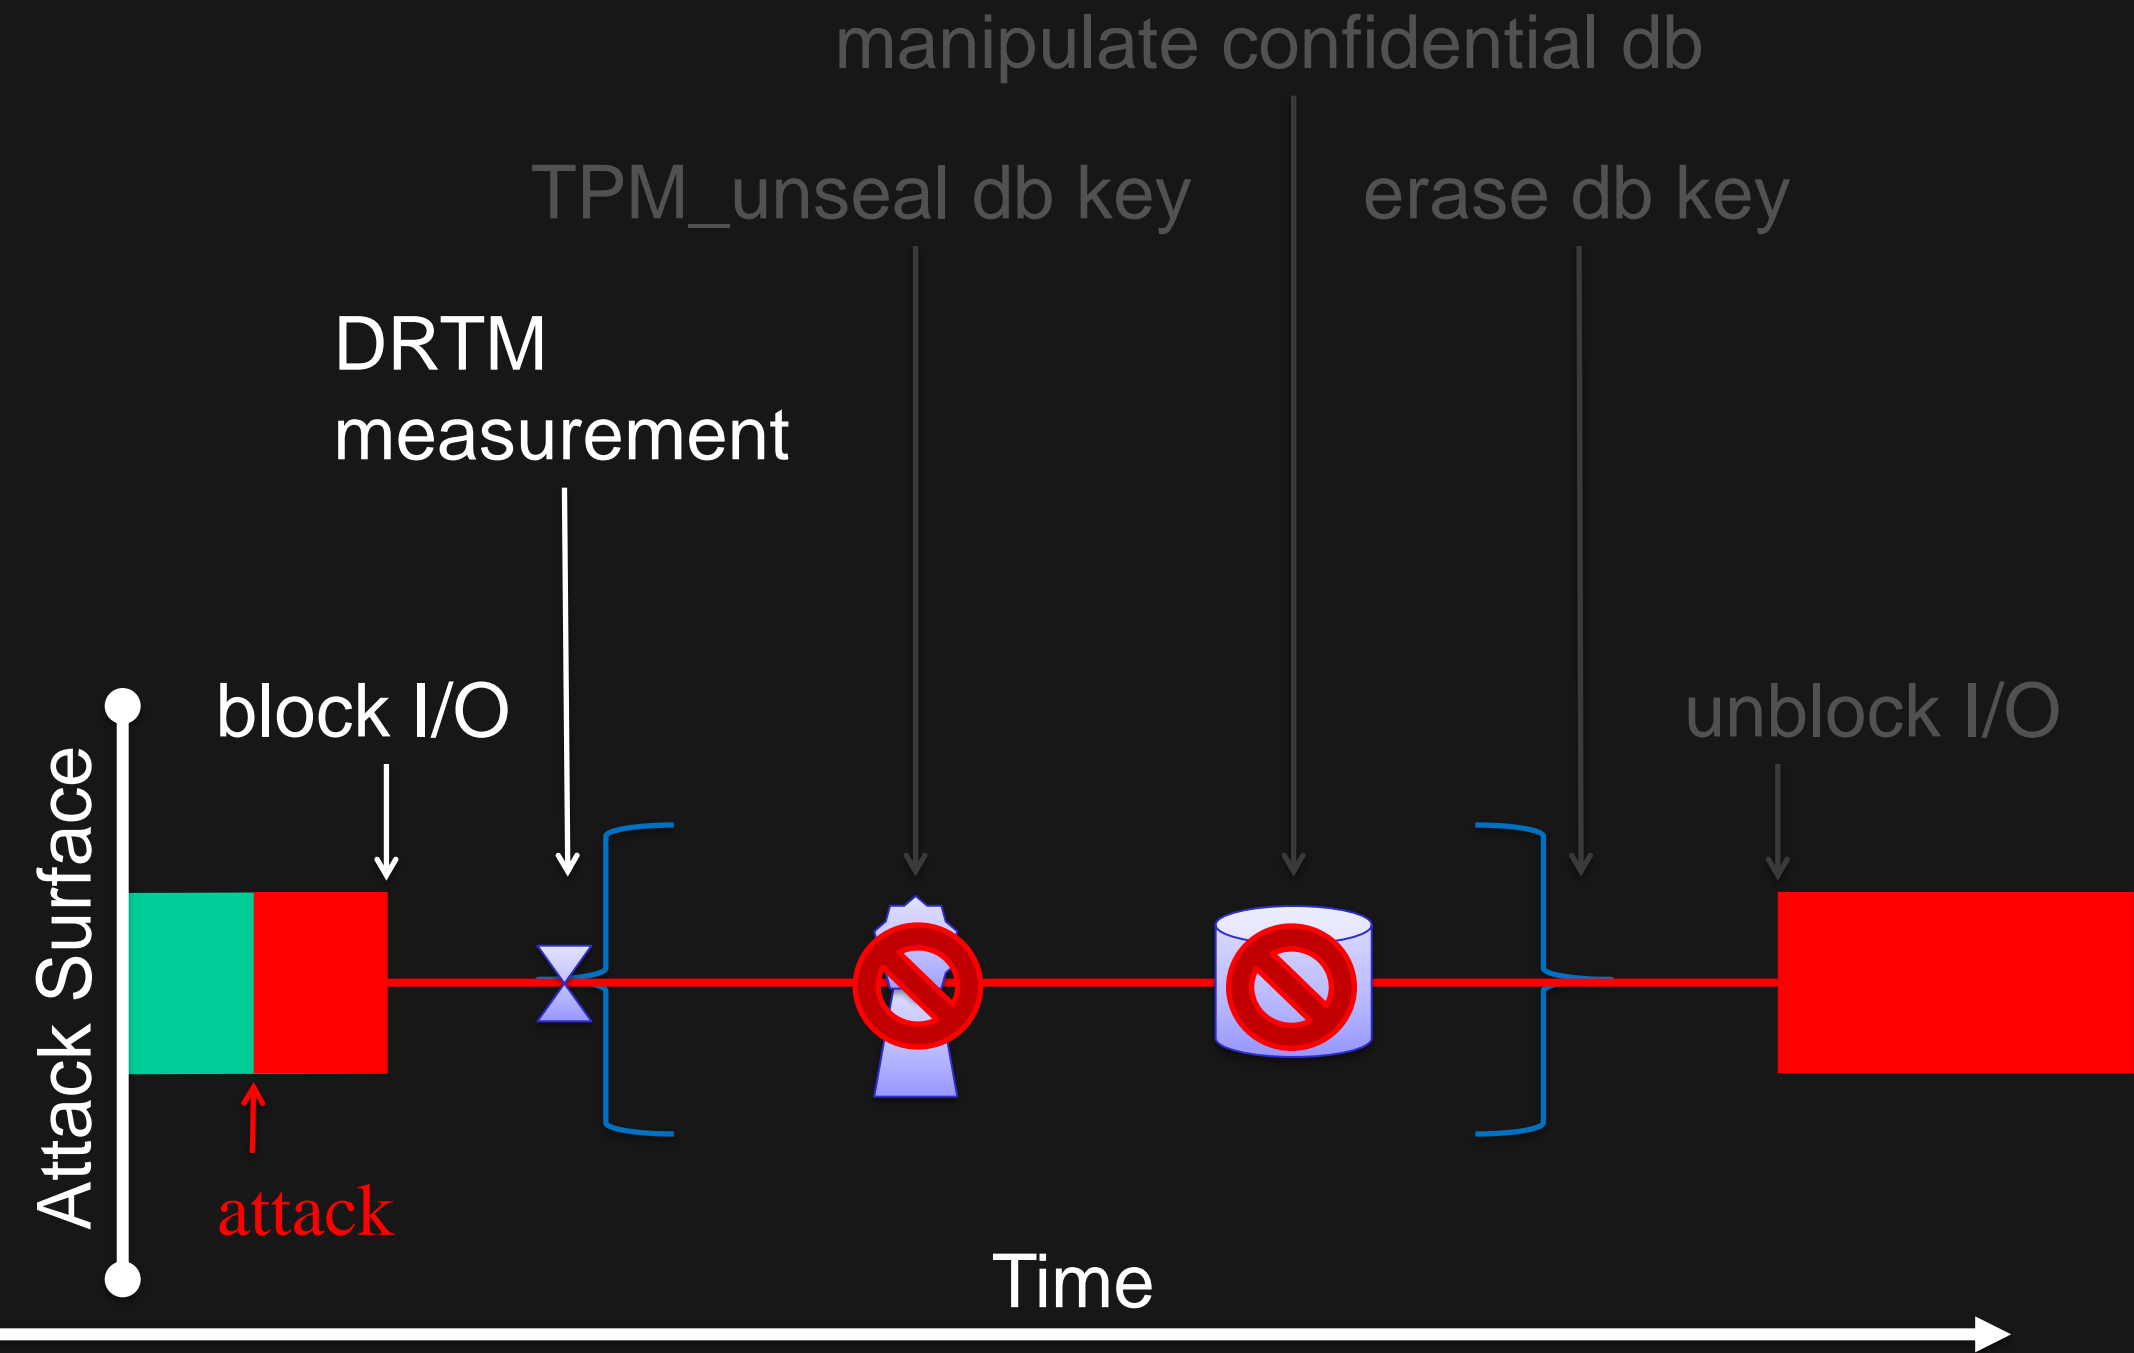 manipulate confidential db
TPM_unseal db key
erase db key
DRTM
measurement
block I/O
unblock I/O
Attack Surface
attack
Time